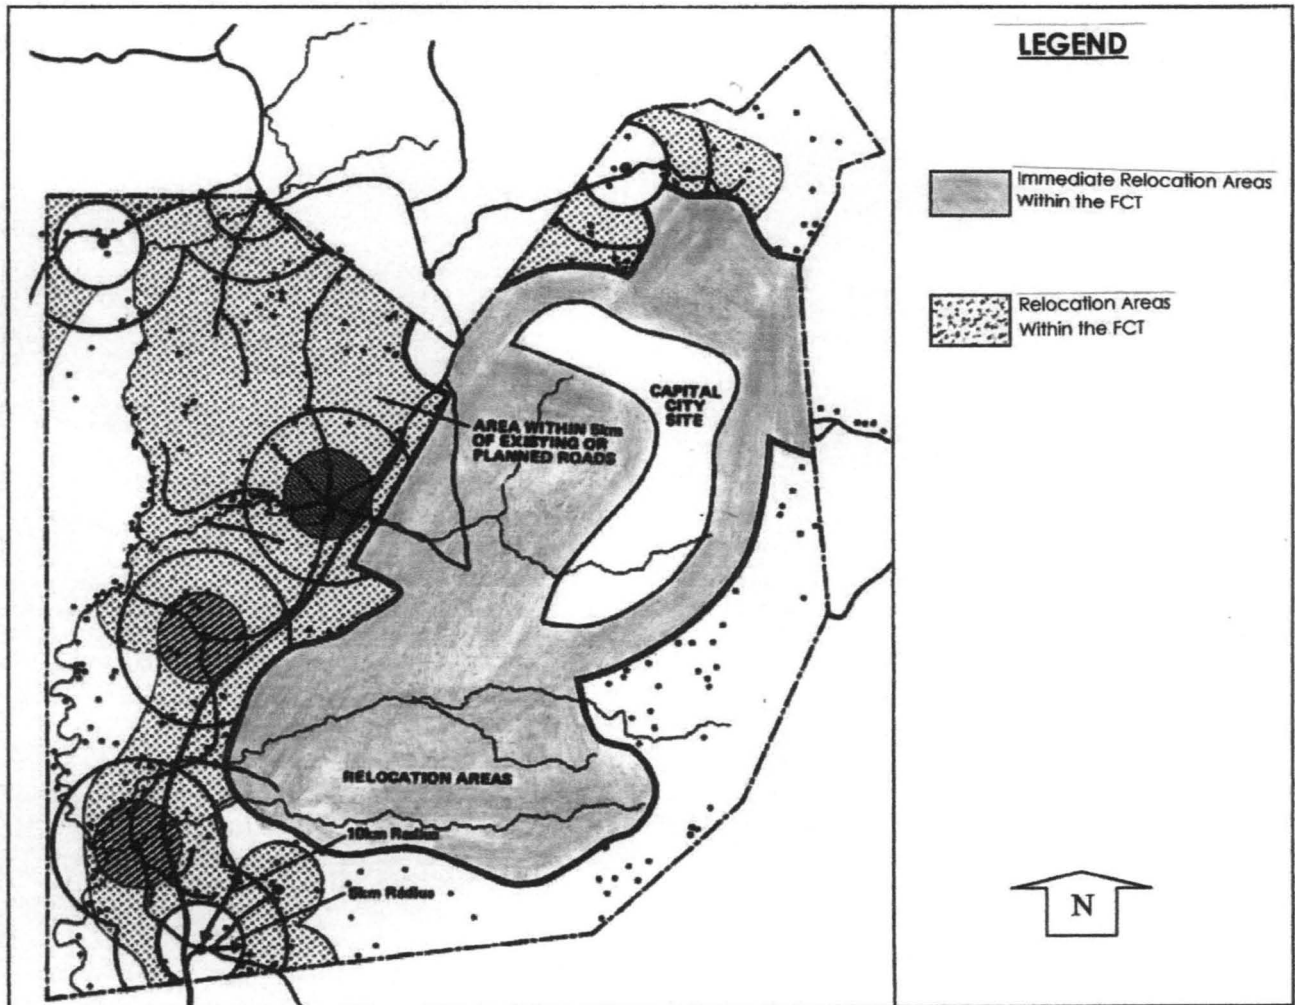 LEGEND
Immediate Relocation Areas
Within the FCT
Relocation Areas
Within the FCT
CAPITAL
CITY
SITE
AREA WITHIN 5km
OF EXISTING OR
PLANNED ROADS
RELOCATION AREAS
10km Radius
5km Radius
N